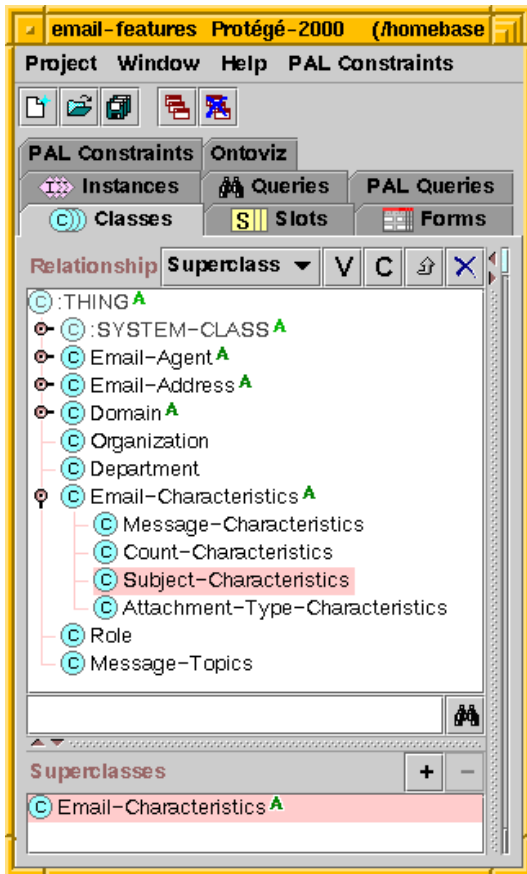 email-features Protégé-2000 (/homebase
Project Window Help PAL Constraints
PAL Constraints Ontoviz
I Instances Queries PAL Queries
C Classes S Slots Forms
Relationship Superclass V C
C :THING A
C :SYSTEM-CLASS A
C Email-Agent A
C Email-Address A
C Domain A
C Organization
C Department
C Email-Characteristics A
C Message-Characteristics
C Count-Characteristics
C Subject-Characteristics
C Attachment-Type-Characteristics
C Role
C Message-Topics
Superclasses + -
C Email-Characteristics A